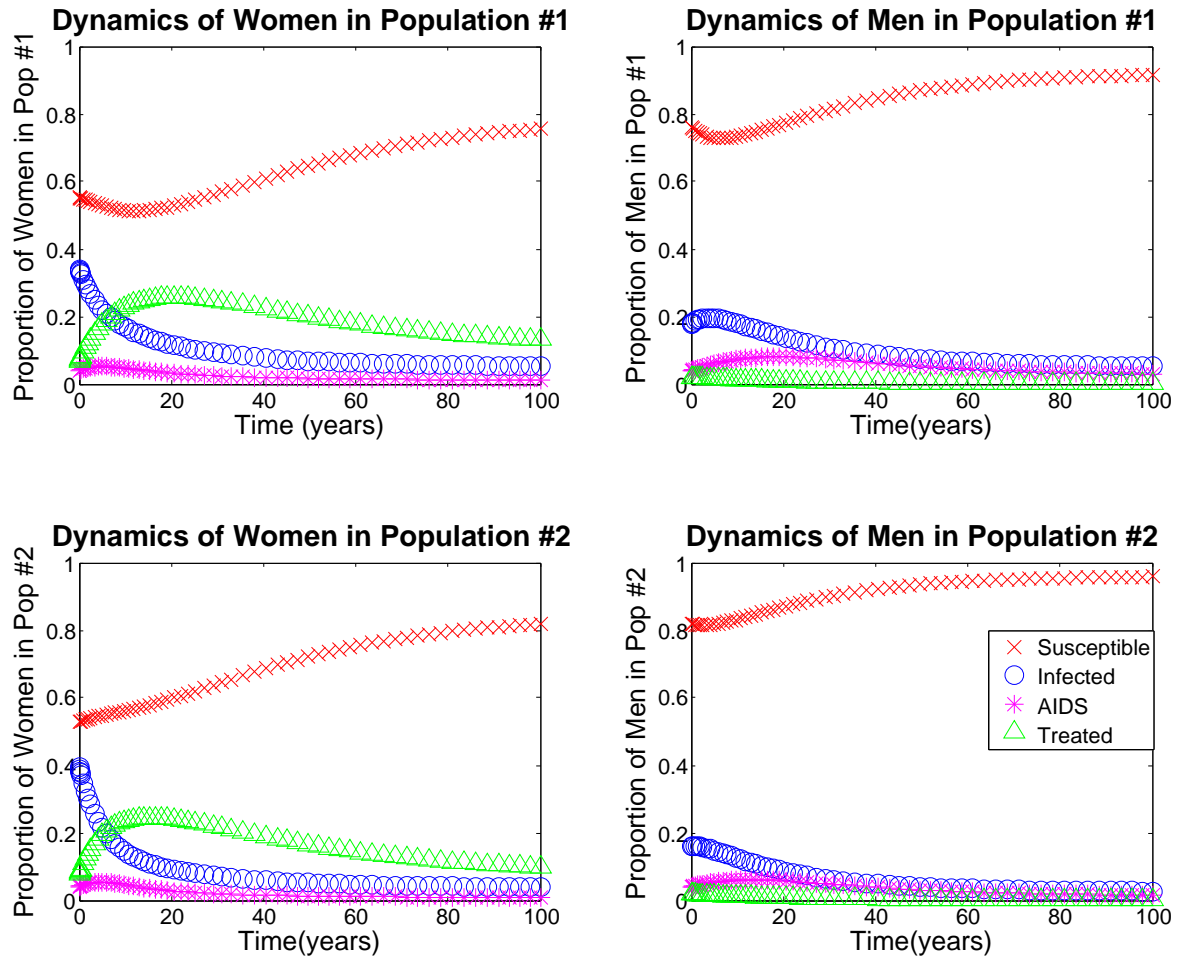 Dynamics of Women in Population #1
Proportion of Women in Pop #1
1
0.8
0.6
0.4
0.2
0
0 20 40 60 80 100
Time (years)
Dynamics of Men in Population #1
Proportion of Men in Pop #1
1
0.8
0.6
0.4
0.2
0
0 20 40 60 80 100
Time(years)
Dynamics of Women in Population #2
Proportion of Women in Pop #2
1
0.8
0.6
0.4
0.2
0
0 20 40 60 80 100
Time(years)
Dynamics of Men in Population #2
Proportion of Men in Pop #2
1
0.8
0.6
0.4
0.2
0
0 20 40 60 80 100
Time(years)
Susceptible
Infected
AIDS
Treated